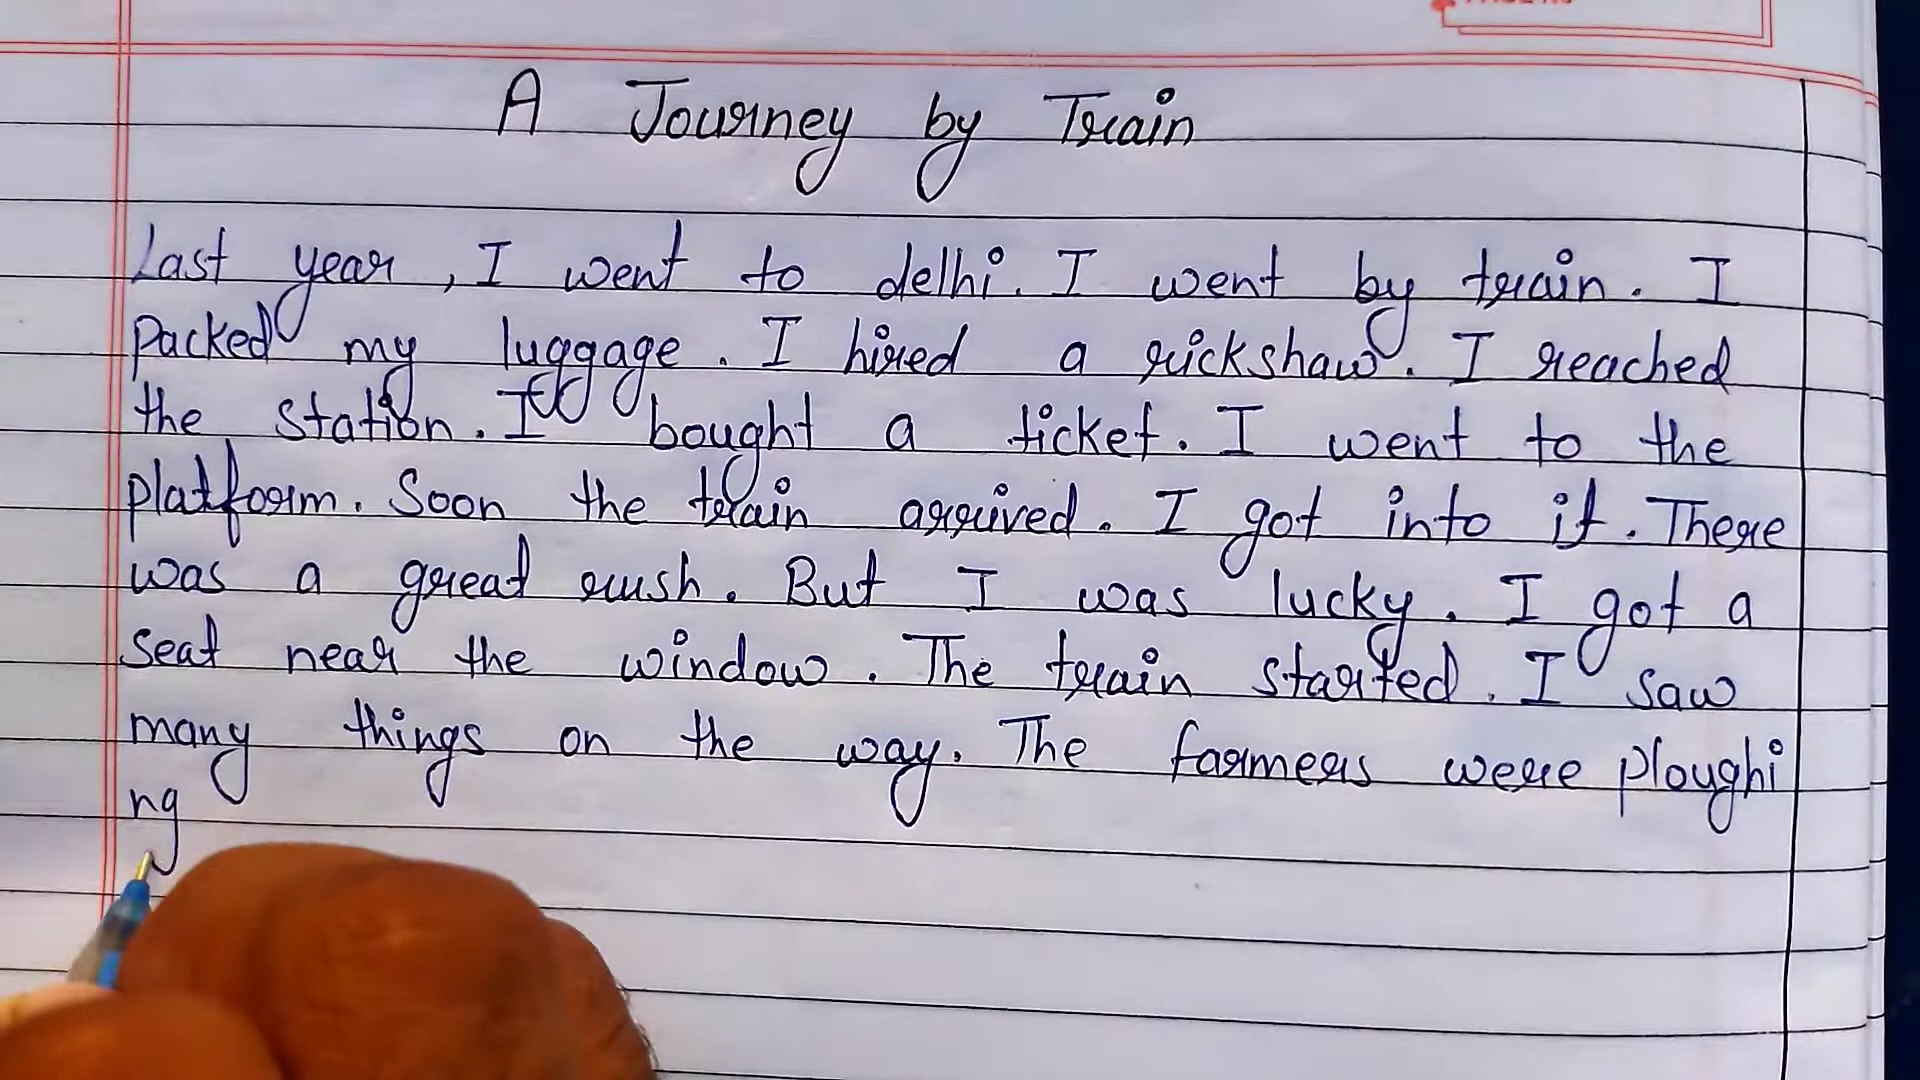 A Journey by Train
Last year, I went to delhi. I went by train. I
Packed my luggage. I hired a rickshaw. I reached
the station. I bought a ticket. I went to the
platform. Soon the train arrived. I got into it. There
was a great rush. But I was lucky. I got a
seat near the window. The train started. I saw
many things on the way. The farmers were ploughi
ng